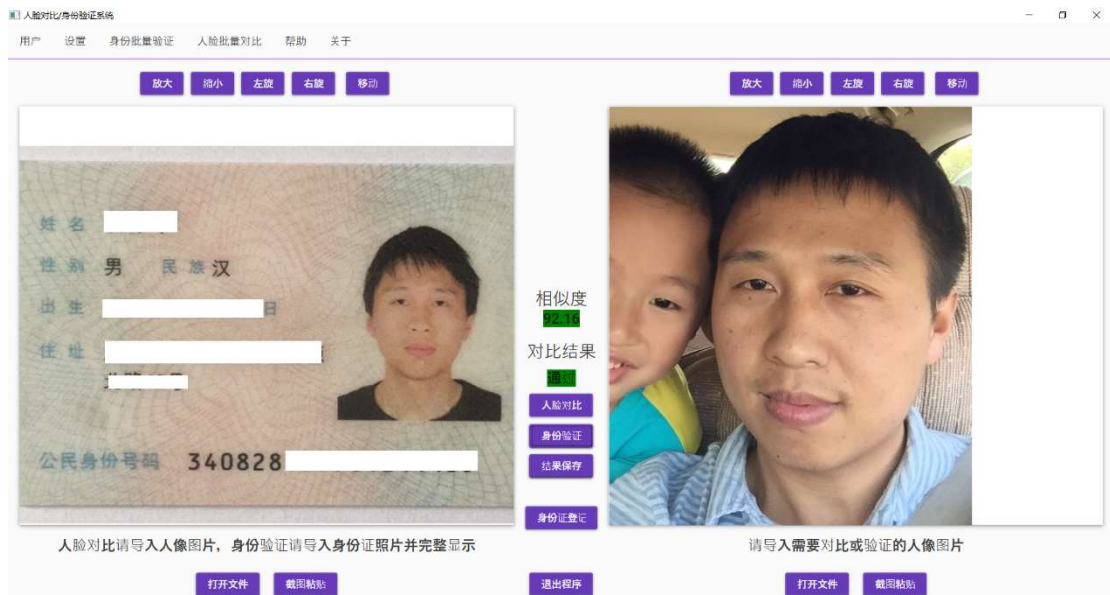 人脸对比/身份验证系统
用户 设置 身份批量验证 人脸批量对比 帮助 关于
放大 缩小 左旋 右旋 移动
放大 缩小 左旋 右旋 移动
姓名
性别 男 民族 汉
出生 日
住址
公民身份号码 340828
相似度
92.16
对比结果
通过
人脸对比
身份验证
结果保存
身份证登记
人脸对比请导入人像图片，身份验证请导入身份证照片并完整显示
请导入需要对比或验证的人像图片
打开文件 截图粘贴
退出程序
打开文件 截图粘贴